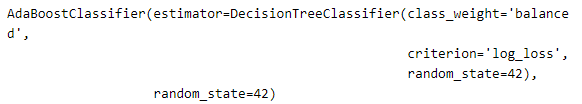 AdaBoostClassifier(estimator=DecisionTreeClassifier(class_weight='balance
d',
criterion='log_loss',
random_state=42),
random_state=42)